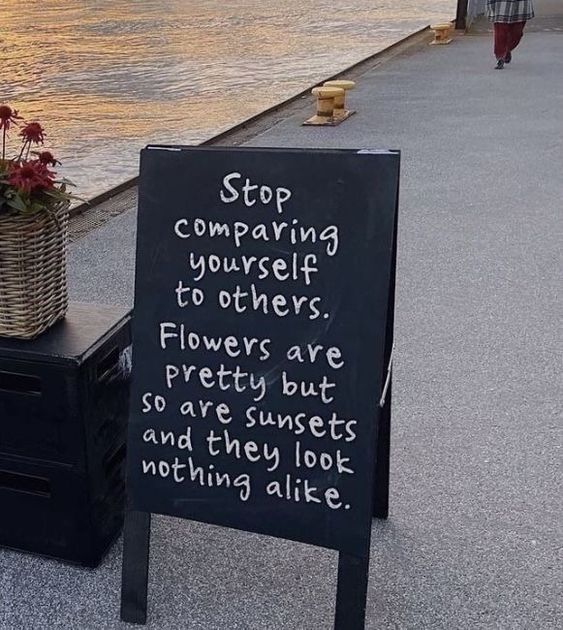 Stop
comparing
yourself
to others.
Flowers are
pretty but
so are sunsets
and they look
nothing alike.